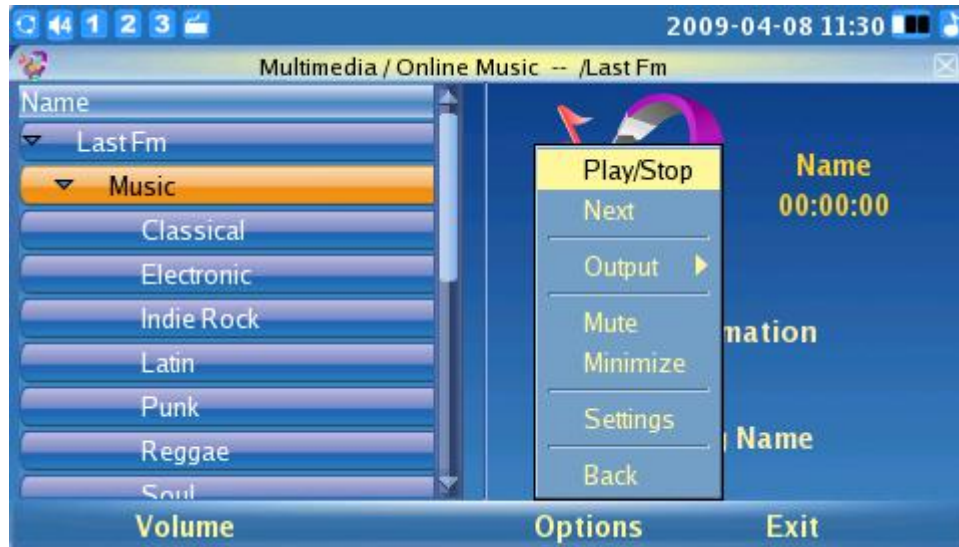 4 1 2 3 2009-04-08 11:30
Multimedia / Online Music -- /Last Fm
Name
Last Fm
Music
Classical
Electronic
Indie Rock
Latin
Punk
Reggae
Soul
Play/Stop
Next
Output
Mute
Minimize
Settings
Back
Name
00:00:00
mation
Name
Volume Options Exit